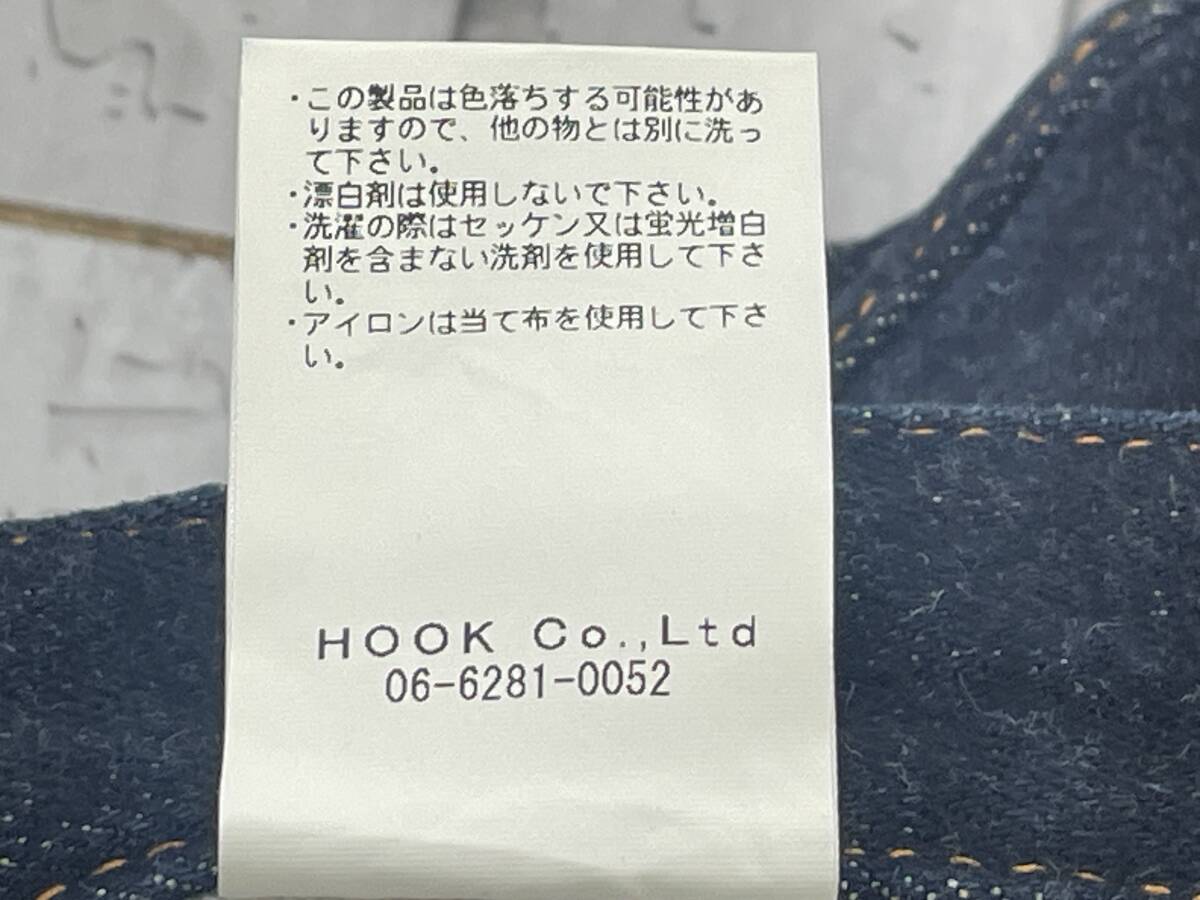 ・この製品は色落ちする可能性があ
りますので、他の物とは別に洗っ
て下さい。
・漂白剤は使用しないで下さい。
・洗濯の際はセッケン又は蛍光増白
剤を含まない洗剤を使用して下さ
い。
・アイロンは当て布を使用して下さ
い。
HOOK Co.,Ltd
06-6281-0052